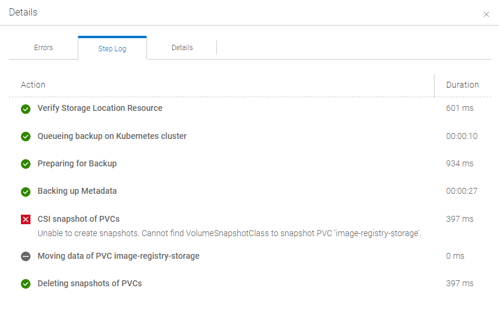 Details
Errors
Step Log
Details
Action Duration
Verify Storage Location Resource 601 ms
Queueing backup on Kubernetes cluster 00:00:10
Preparing for Backup 934 ms
Backing up Metadata 00:00:27
CSI snapshot of PVCs 397 ms
Unable to create snapshots. Cannot find VolumeSnapshotClass to snapshot PVC 'image-registry-storage'.
Moving data of PVC image-registry-storage 0 ms
Deleting snapshots of PVCs 397 ms